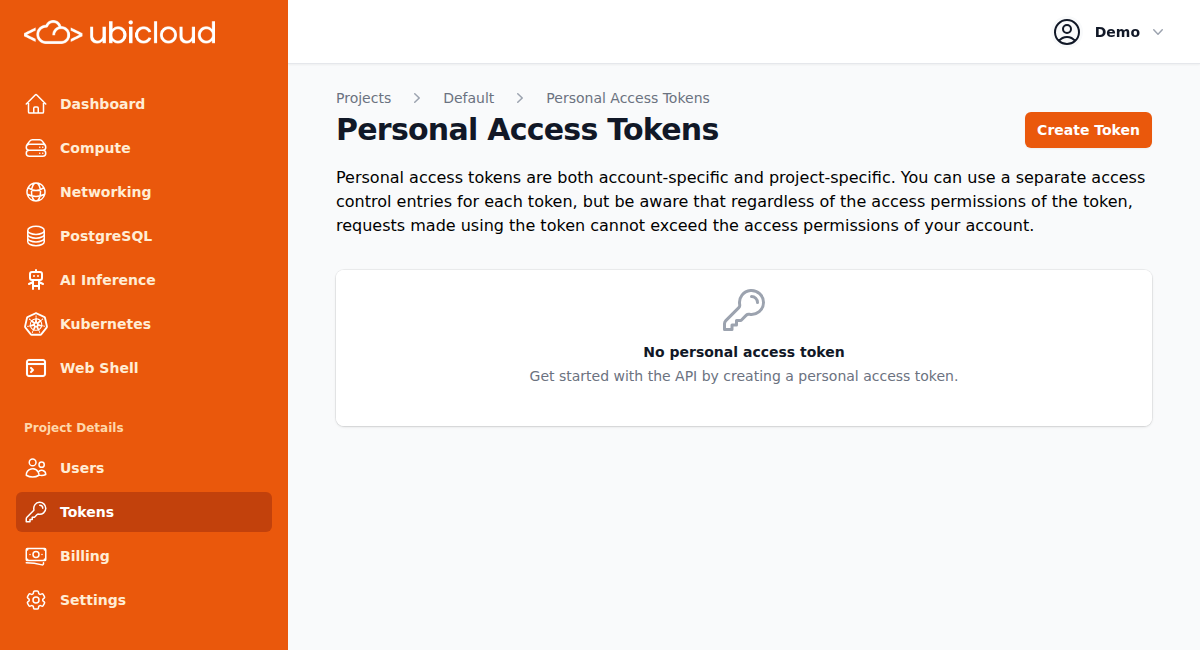 ubicloud
Demo
Dashboard
Compute
Networking
PostgreSQL
AI Inference
Kubernetes
Web Shell
Project Details
Users
Tokens
Billing
Settings
Projects > Default > Personal Access Tokens
Personal Access Tokens
Create Token
Personal access tokens are both account-specific and project-specific. You can use a separate access
control entries for each token, but be aware that regardless of the access permissions of the token,
requests made using the token cannot exceed the access permissions of your account.
No personal access token
Get started with the API by creating a personal access token.